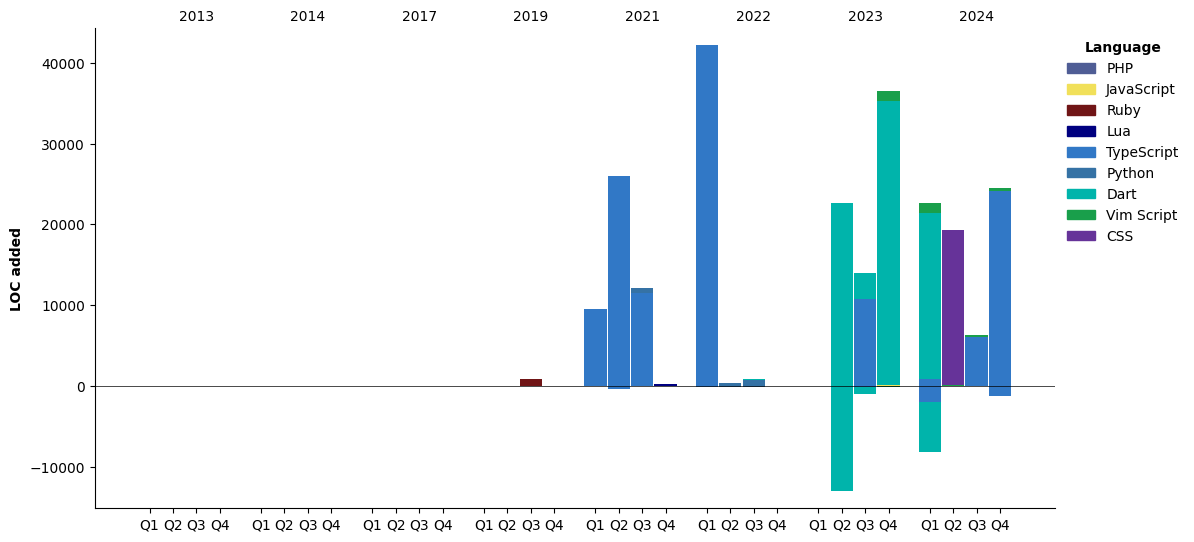 2013 2014 2017 2019 2021 2022 2023 2024
Language
PHP
JavaScript
Ruby
Lua
TypeScript
Python
Dart
Vim Script
CSS
LOC added
40000
30000
20000
10000
0
−10000
Q1 Q2 Q3 Q4 Q1 Q2 Q3 Q4 Q1 Q2 Q3 Q4 Q1 Q2 Q3 Q4 Q1 Q2 Q3 Q4 Q1 Q2 Q3 Q4 Q1 Q2 Q3 Q4 Q1 Q2 Q3 Q4